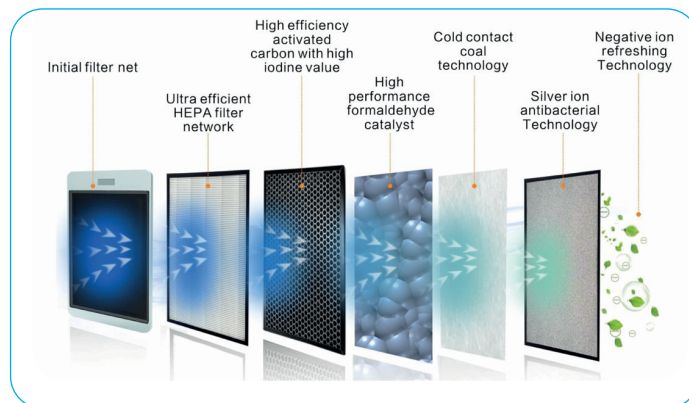 Initial filter net
Ultra efficient
HEPA filter
network
High efficiency
activated
carbon with high
iodine value
High
performance
formaldehyde
catalyst
Cold contact
coal
technology
Silver ion
antibacterial
Technology
Negative ion
refreshing
Technology